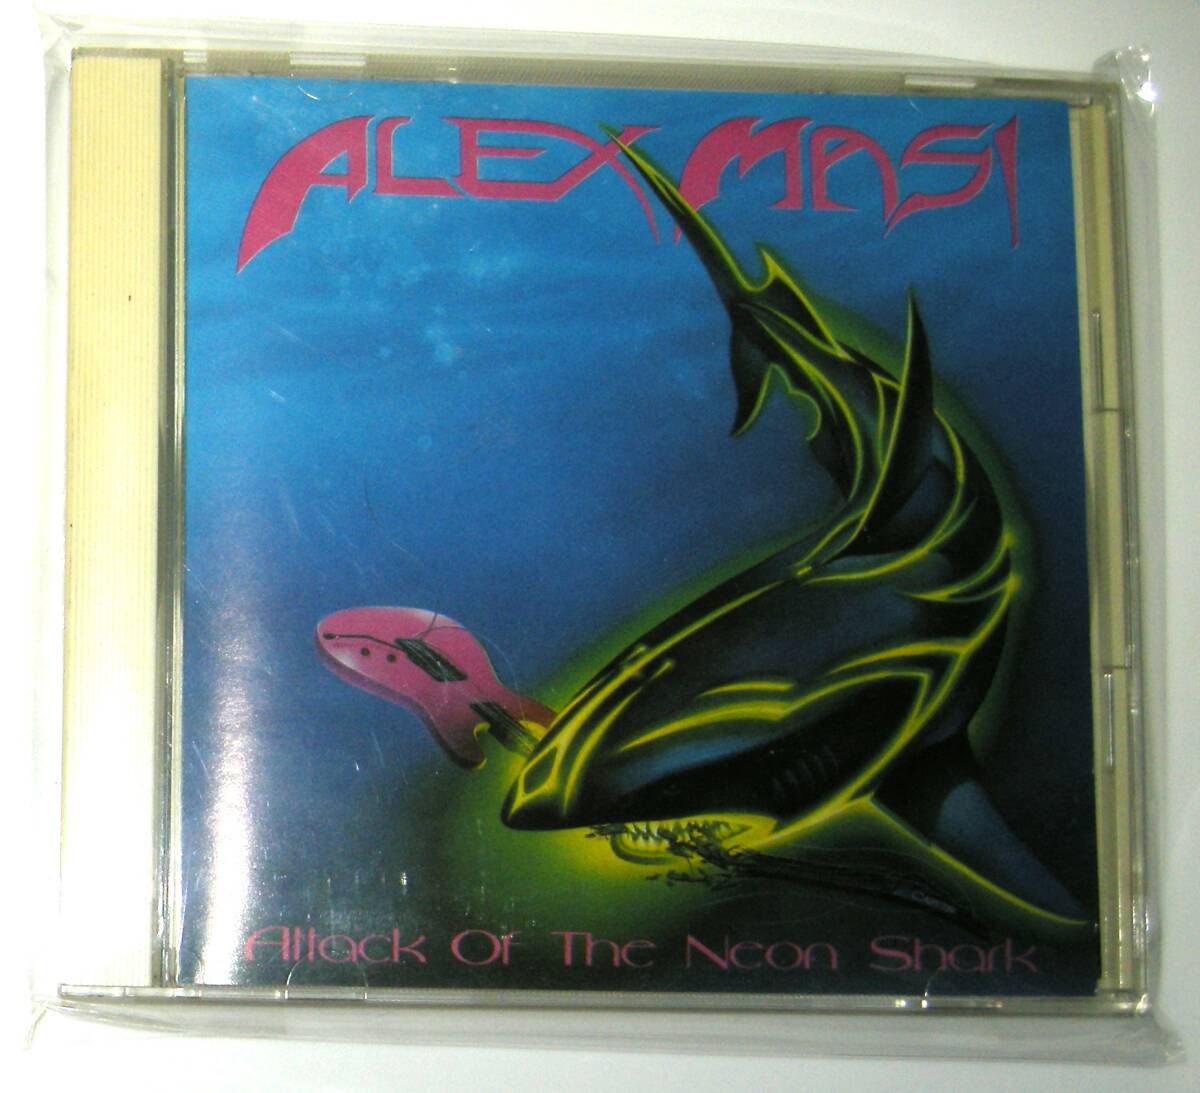 ALEX MASI
Attack Of The Neon Shark